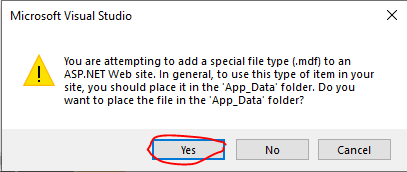 Microsoft Visual Studio
You are attempting to add a special file type (.mdf) to an
ASP.NET Web site. In general, to use this type of item in your
site, you should place it in the 'App_Data' folder. Do you
want to place the file in the 'App_Data' folder?
Yes No Cancel